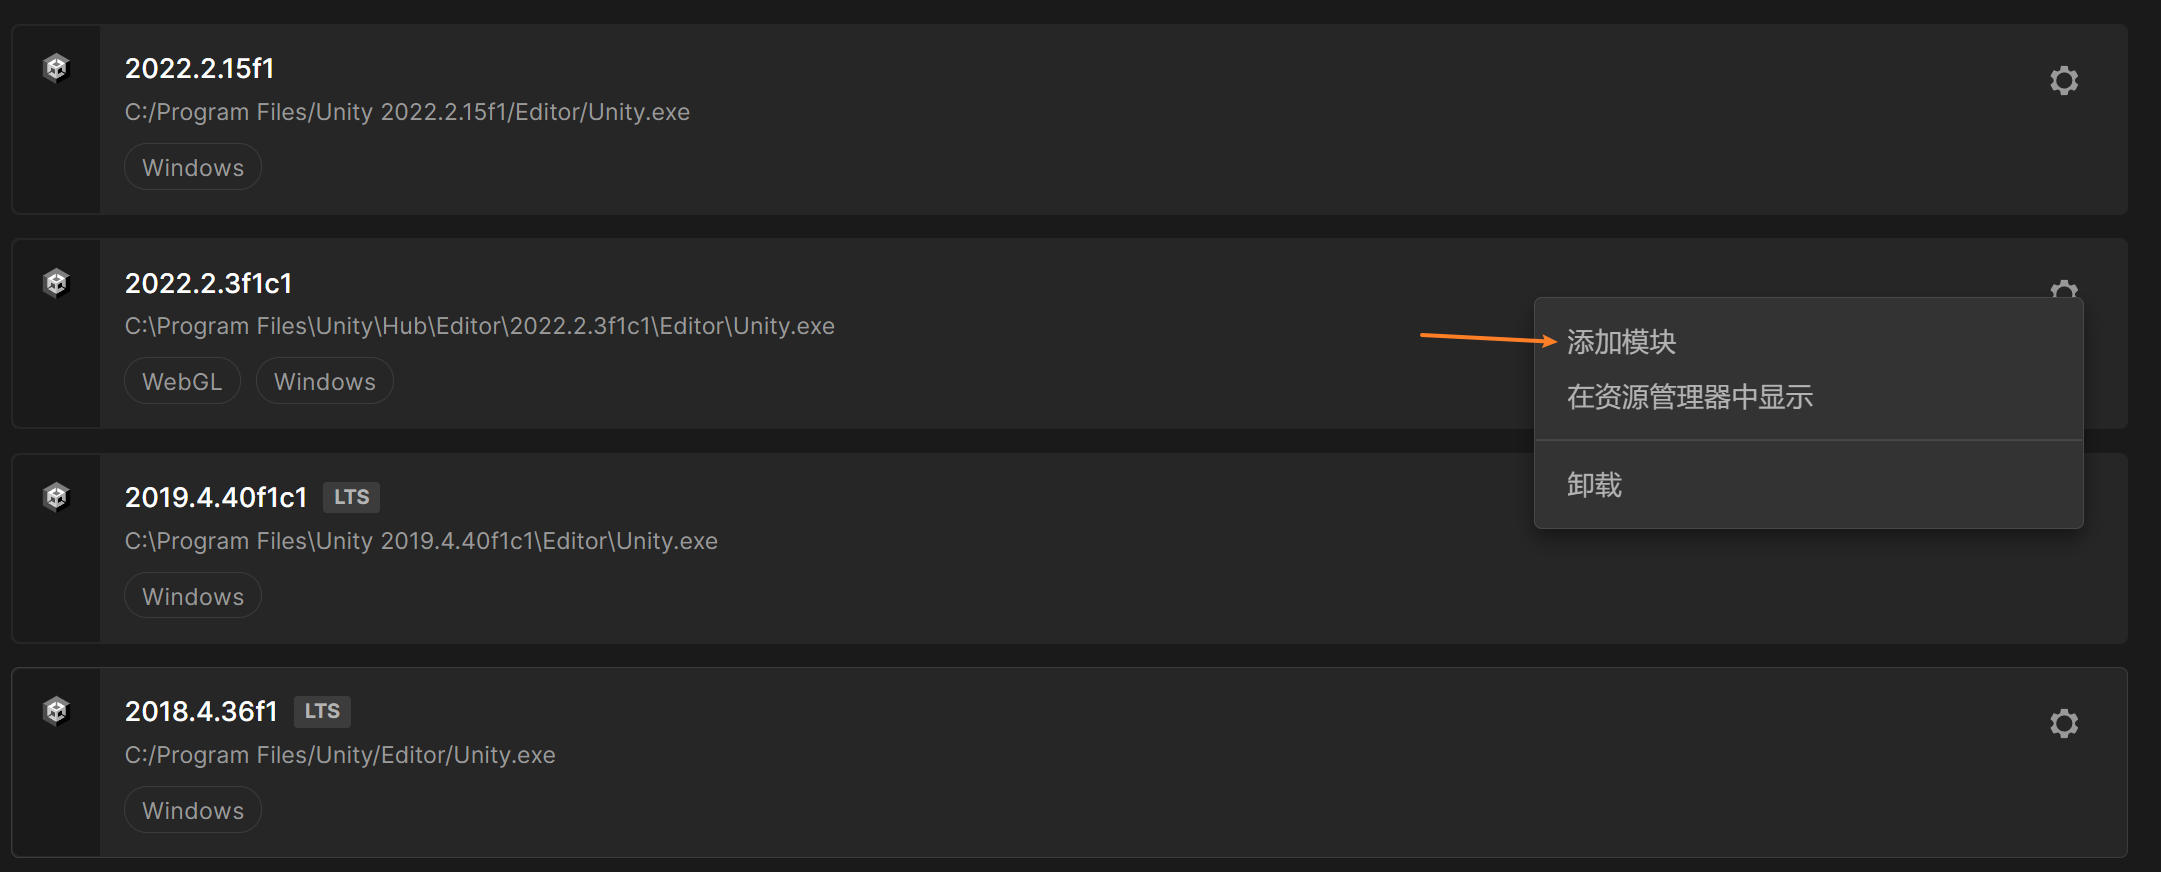 2022.2.15f1
C:/Program Files/Unity 2022.2.15f1/Editor/Unity.exe
Windows
2022.2.3f1c1
C:\Program Files\Unity\Hub\Editor\2022.2.3f1c1\Editor\Unity.exe
WebGL Windows
添加模块
在资源管理器中显示
卸载
2019.4.40f1c1 LTS
C:\Program Files\Unity 2019.4.40f1c1\Editor\Unity.exe
Windows
2018.4.36f1 LTS
C:/Program Files/Unity/Editor/Unity.exe
Windows